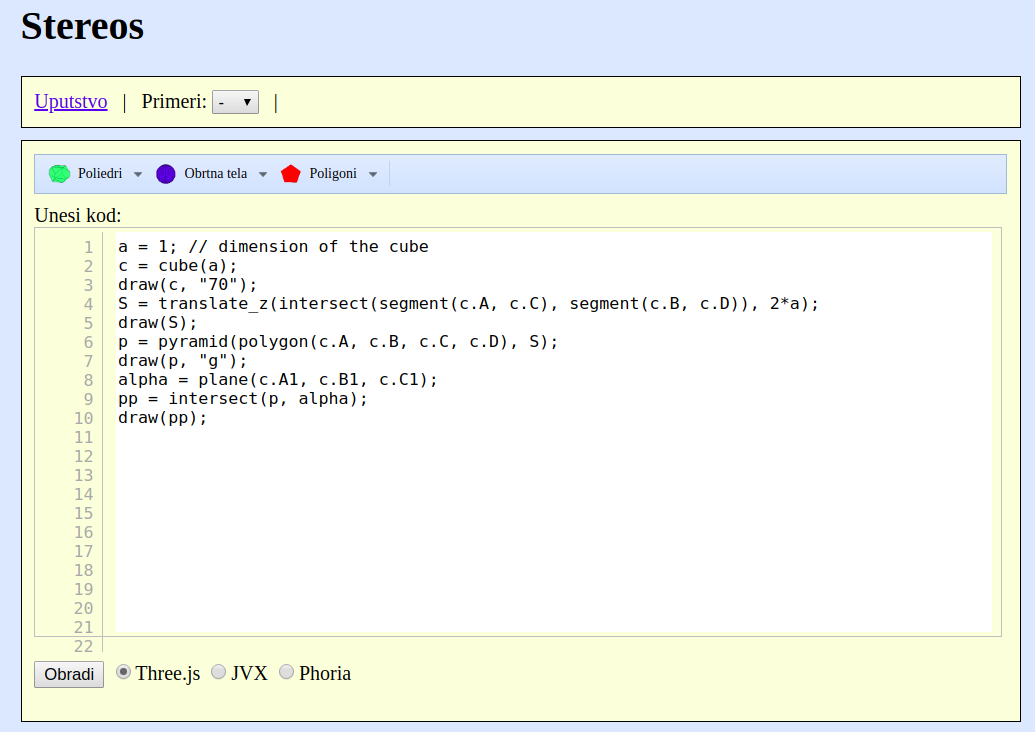 Stereos
Uputstvo | Primeri: - |
Poliedri Obrtna tela Poligoni
Unesi kod:
1 a = 1; // dimension of the cube
2 c = cube(a);
3 draw(c, "70");
4 S = translate_z(intersect(segment(c.A, c.C), segment(c.B, c.D)), 2*a);
5 draw(S);
6 p = pyramid(polygon(c.A, c.B, c.C, c.D), S);
7 draw(p, "g");
8 alpha = plane(c.A1, c.B1, c.C1);
9 pp = intersect(p, alpha);
10 draw(pp);
11
12
13
14
15
16
17
18
19
20
21
22
Obradi Three.js JVX Phoria